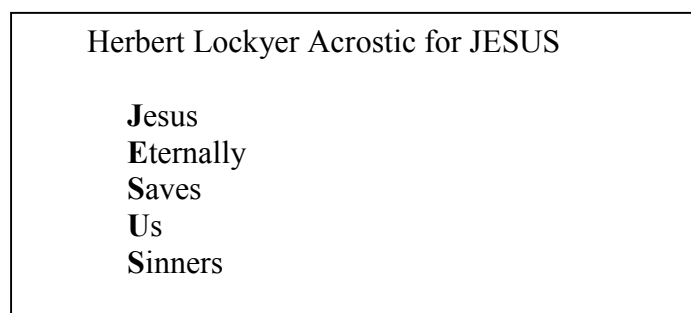 Herbert Lockyer Acrostic for JESUS
Jesus
Eternally
Saves
Us
Sinners